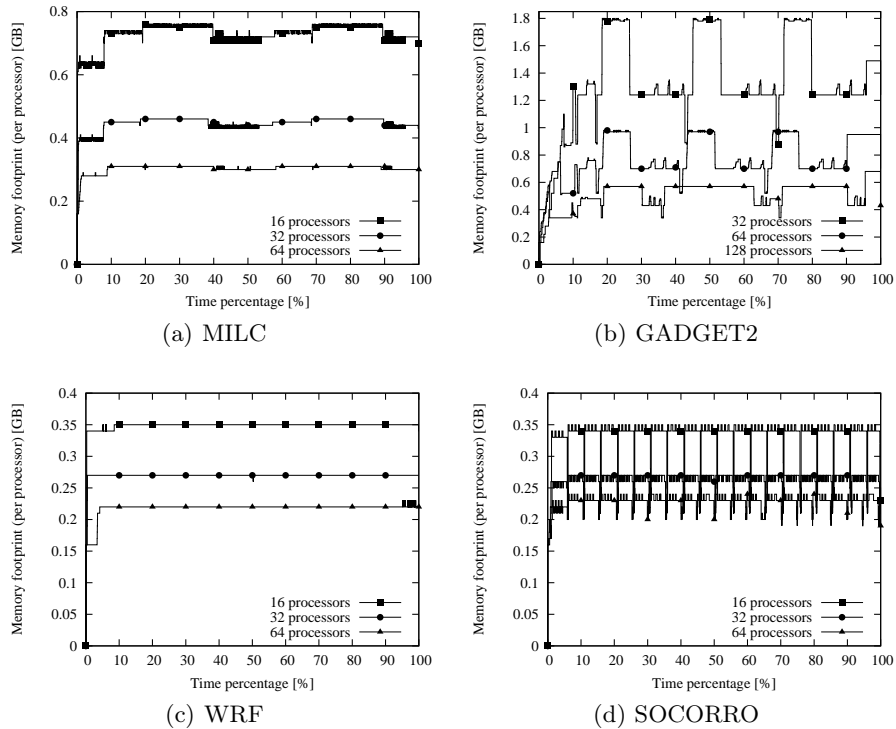 Memory footprint (per processor) [GB]
0.8
0.6
0.4
0.2
0
0 10 20 30 40 50 60 70 80 90 100
Time percentage [%]
16 processors
32 processors
64 processors
(a) MILC
Memory footprint (per processor) [GB]
1.8
1.6
1.4
1.2
1
0.8
0.6
0.4
0.2
0
0 10 20 30 40 50 60 70 80 90 100
Time percentage [%]
32 processors
64 processors
128 processors
(b) GADGET2
Memory footprint (per processor) [GB]
0.4
0.35
0.3
0.25
0.2
0.15
0.1
0.05
0
0 10 20 30 40 50 60 70 80 90 100
Time percentage [%]
16 processors
32 processors
64 processors
(c) WRF
Memory footprint (per processor) [GB]
0.4
0.35
0.3
0.25
0.2
0.15
0.1
0.05
0
0 10 20 30 40 50 60 70 80 90 100
Time percentage [%]
16 processors
32 processors
64 processors
(d) SOCORRO